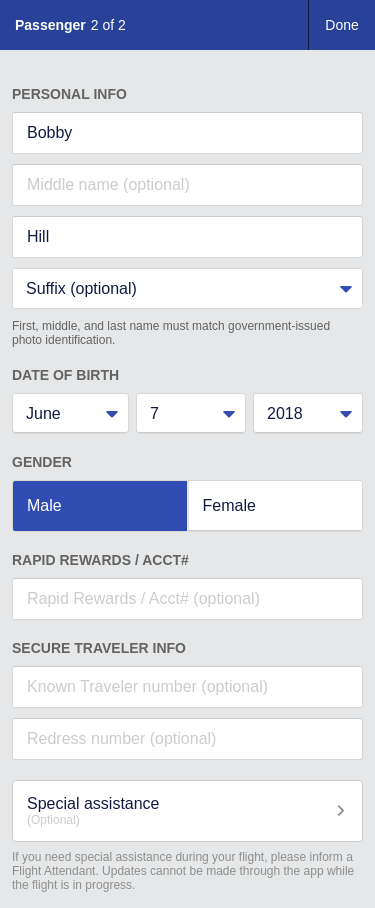 Passenger 2 of 2 Done
PERSONAL INFO
Bobby
Middle name (optional)
Hill
Suffix (optional)
First, middle, and last name must match government-issued
photo identification.
DATE OF BIRTH
June 7 2018
GENDER
Male Female
RAPID REWARDS / ACCT#
Rapid Rewards / Acct# (optional)
SECURE TRAVELER INFO
Known Traveler number (optional)
Redress number (optional)
Special assistance
(Optional)
If you need special assistance during your flight, please inform a
Flight Attendant. Updates cannot be made through the app while
the flight is in progress.